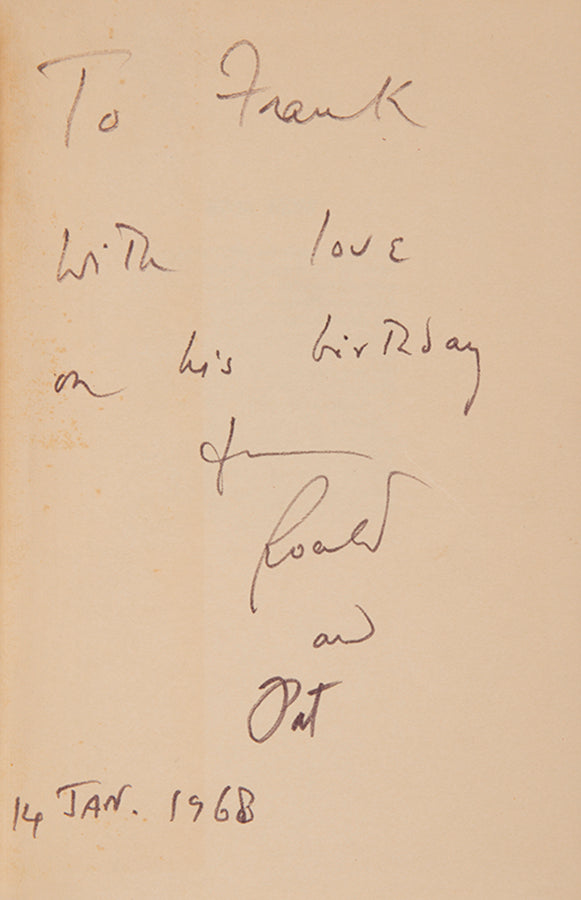 To Frank
with love
on his birthday
from
Roald
and
Pat
14 JAN. 1968